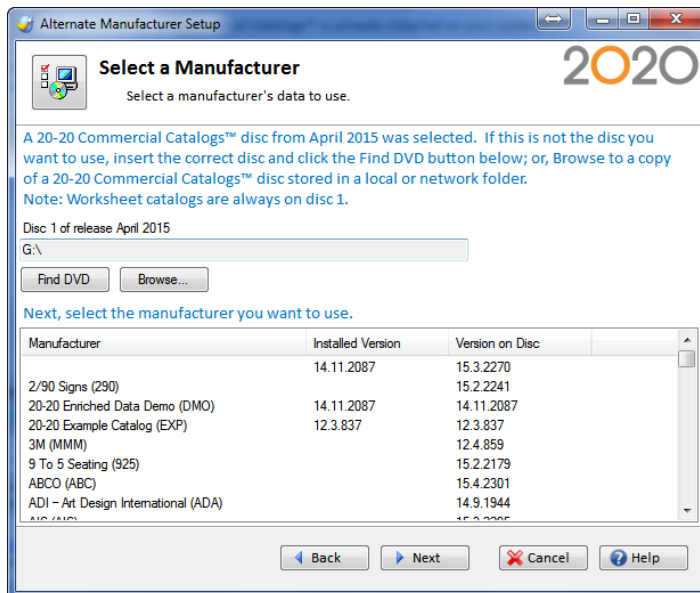 Alternate Manufacturer Setup
Select a Manufacturer
2020
Select a manufacturer's data to use.
A 20-20 Commercial Catalogs™ disc from April 2015 was selected. If this is not the disc you
want to use, insert the correct disc and click the Find DVD button below; or, Browse to a copy
of a 20-20 Commercial Catalogs™ disc stored in a local or network folder.
Note: Worksheet catalogs are always on disc 1.
Disc 1 of release April 2015
G:\
Find DVD Browse...
Next, select the manufacturer you want to use.
Manufacturer Installed Version Version on Disc
14.11.2087 15.3.2270
2/90 Signs (290) 15.2.2241
20-20 Enriched Data Demo (DMO) 14.11.2087 14.11.2087
20-20 Example Catalog (EXP) 12.3.837 12.3.837
3M (MMM) 12.4.859
9 To 5 Seating (925) 15.2.2179
ABCO (ABC) 15.4.2301
ADI – Art Design International (ADA) 14.9.1944
Back Next Cancel Help